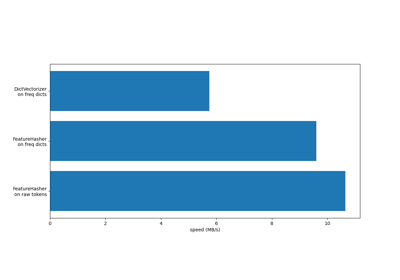 DictVectorizer
on freq dicts
FeatureHasher
on freq dicts
FeatureHasher
on raw tokens
0 2 4 6 8 10
speed (MB/s)